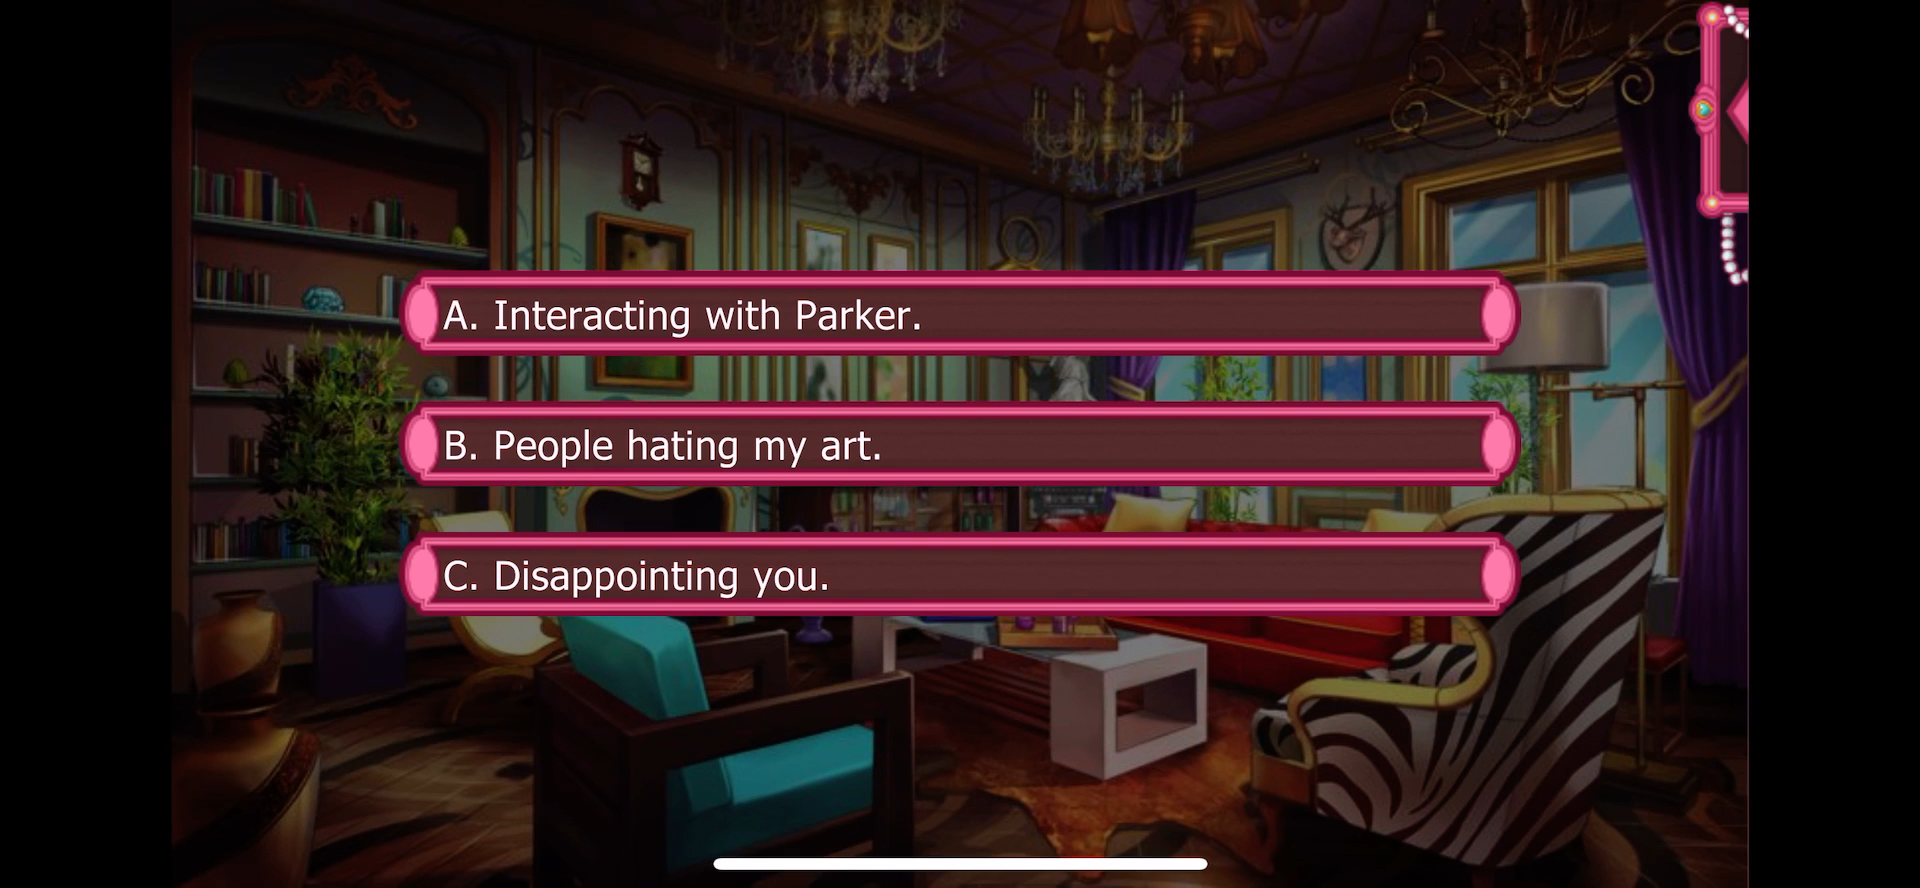 A. Interacting with Parker.
B. People hating my art.
C. Disappointing you.